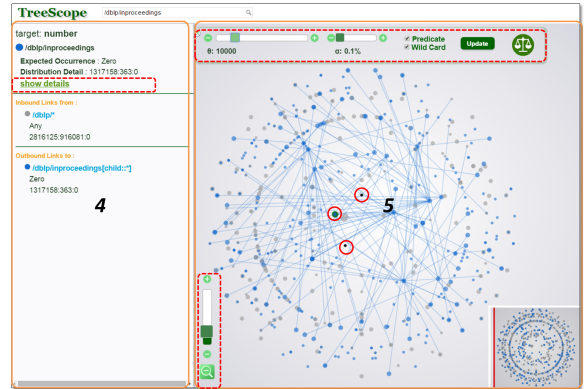 TreeScope
/dblp/inproceedings
target: number
/dblp/inproceedings
Expected Occurrence : Zero
Distribution Detail : 1317158:363:0
show details
Inbound Links from :
/dblp/*
Any
2816125:916081:0
Outbound Links to :
/dblp/inproceedings[child::*]
Zero
1317158:363:0
4
θ: 10000
α: 0.1%
Predicate
Wild Card
Update
5